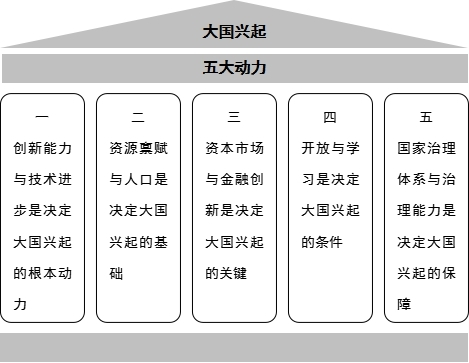 大国兴起
五大动力
一
创新能力
与技术进
步是决定
大国兴起
的根本动
力
二
资源禀赋
与人口是
决定大国
兴起的基
础
三
资本市场
与金融创
新是决定
大国兴起
的关键
四
开放与学
习是决定
大国兴起
的条件
五
国家治理
体系与治
理能力是
决定大国
兴起的保
障